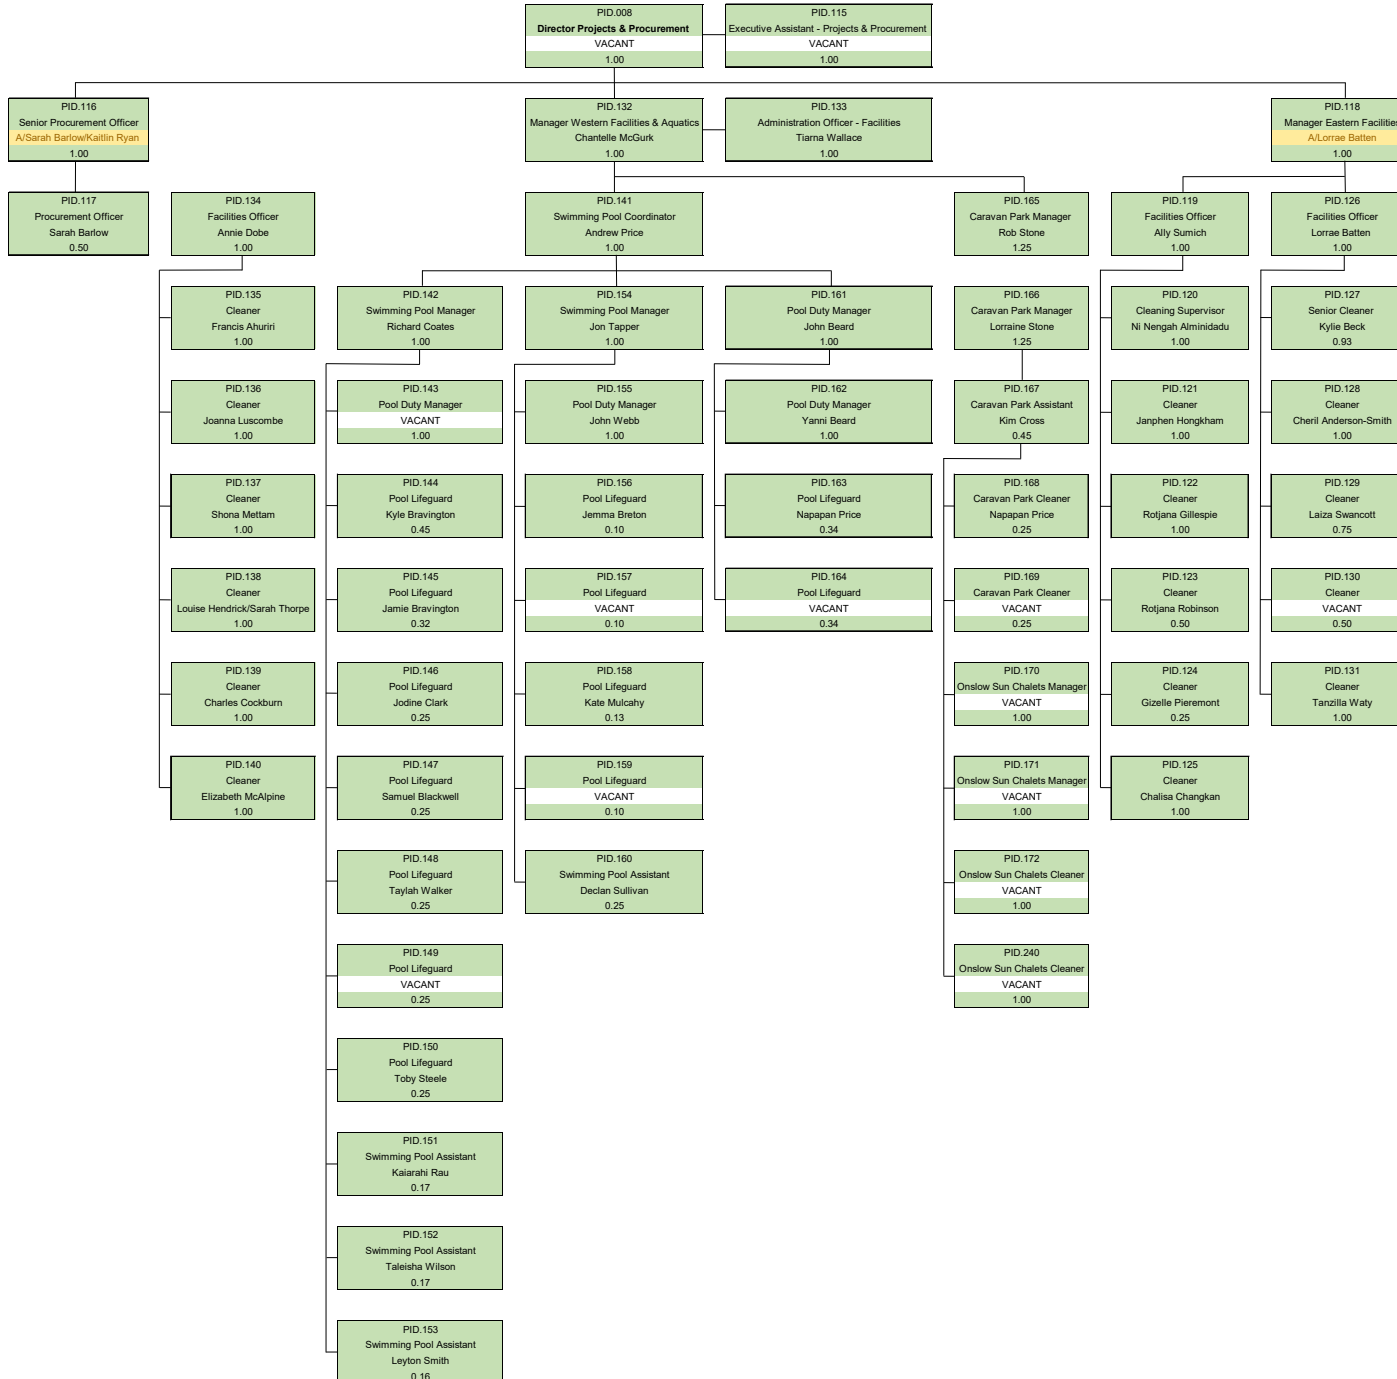 PID.008
Director Projects & Procurement
VACANT
1.00
PID.115
Executive Assistant - Projects & Procurement
VACANT
1.00
PID.116
Senior Procurement Officer
A/Sarah Barlow/Kaitlin Ryan
1.00
PID.132
Manager Western Facilities & Aquatics
Chantelle McGurk
1.00
PID.133
Administration Officer - Facilities
Tiarna Wallace
1.00
PID.118
Manager Eastern Facilities
A/Lorrae Batten
1.00
PID.117
Procurement Officer
Sarah Barlow
0.50
PID.134
Facilities Officer
Annie Dobe
1.00
PID.141
Swimming Pool Coordinator
Andrew Price
1.00
PID.165
Caravan Park Manager
Rob Stone
1.25
PID.119
Facilities Officer
Ally Sumich
1.00
PID.126
Facilities Officer
Lorrae Batten
1.00
PID.135
Cleaner
Francis Ahuriri
1.00
PID.142
Swimming Pool Manager
Richard Coates
1.00
PID.154
Swimming Pool Manager
Jon Tapper
1.00
PID.161
Pool Duty Manager
John Beard
1.00
PID.166
Caravan Park Manager
Lorraine Stone
1.25
PID.120
Cleaning Supervisor
Ni Nengah Alminidadu
1.00
PID.127
Senior Cleaner
Kylie Beck
0.93
PID.136
Cleaner
Joanna Luscombe
1.00
PID.143
Pool Duty Manager
VACANT
1.00
PID.155
Pool Duty Manager
John Webb
1.00
PID.162
Pool Duty Manager
Yanni Beard
1.00
PID.167
Caravan Park Assistant
Kim Cross
0.45
PID.121
Cleaner
Janphen Hongkham
1.00
PID.128
Cleaner
Cheril Anderson-Smith
1.00
PID.137
Cleaner
Shona Mettam
1.00
PID.144
Pool Lifeguard
Kyle Bravington
0.45
PID.156
Pool Lifeguard
Jemma Breton
0.10
PID.163
Pool Lifeguard
Napapan Price
0.34
PID.168
Caravan Park Cleaner
Napapan Price
0.25
PID.122
Cleaner
Rotjana Gillespie
1.00
PID.129
Cleaner
Laiza Swancott
0.75
PID.138
Cleaner
Louise Hendrick/Sarah Thorpe
1.00
PID.145
Pool Lifeguard
Jamie Bravington
0.32
PID.157
Pool Lifeguard
VACANT
0.10
PID.164
Pool Lifeguard
VACANT
0.34
PID.169
Caravan Park Cleaner
VACANT
0.25
PID.123
Cleaner
Rotjana Robinson
0.50
PID.130
Cleaner
VACANT
0.50
PID.139
Cleaner
Charles Cockburn
1.00
PID.146
Pool Lifeguard
Jodine Clark
0.25
PID.158
Pool Lifeguard
Kate Mulcahy
0.13
PID.170
Onslow Sun Chalets Manager
VACANT
1.00
PID.124
Cleaner
Gizelle Pieremont
0.25
PID.131
Cleaner
Tanzilla Waty
1.00
PID.140
Cleaner
Elizabeth McAlpine
1.00
PID.147
Pool Lifeguard
Samuel Blackwell
0.25
PID.159
Pool Lifeguard
VACANT
0.10
PID.171
Onslow Sun Chalets Manager
VACANT
1.00
PID.125
Cleaner
Chalisa Changkan
1.00
PID.148
Pool Lifeguard
Taylah Walker
0.25
PID.160
Swimming Pool Assistant
Declan Sullivan
0.25
PID.172
Onslow Sun Chalets Cleaner
VACANT
1.00
PID.149
Pool Lifeguard
VACANT
0.25
PID.240
Onslow Sun Chalets Cleaner
VACANT
1.00
PID.150
Pool Lifeguard
Toby Steele
0.25
PID.151
Swimming Pool Assistant
Kaiarahi Rau
0.17
PID.152
Swimming Pool Assistant
Taleisha Wilson
0.17
PID.153
Swimming Pool Assistant
Leyton Smith
0.16